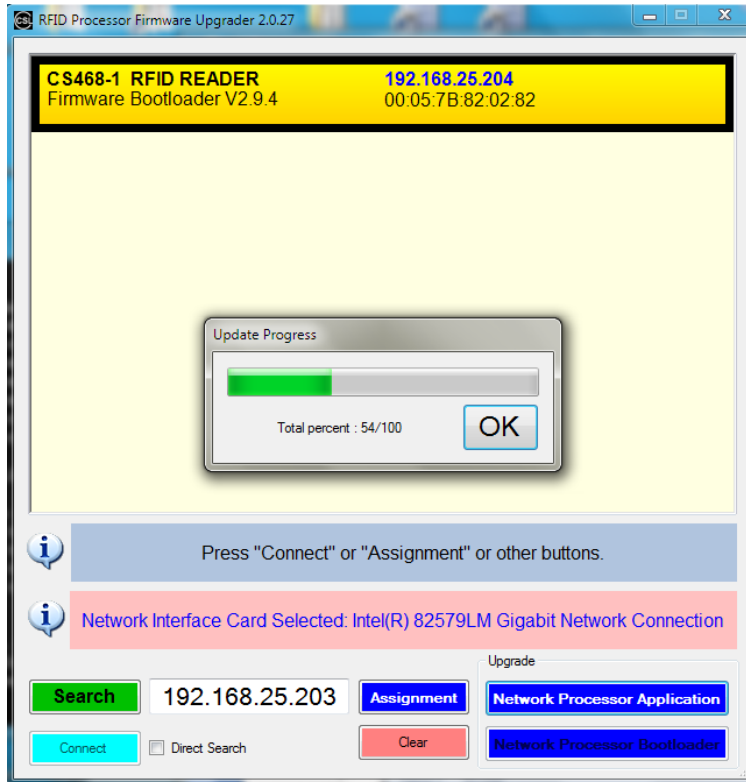 CSL RFID Processor Firmware Upgrader 2.0.27
CS468-1 RFID READER 192.168.25.204
Firmware Bootloader V2.9.4 00:05:7B:82:02:82
Update Progress
Total percent : 54/100
OK
Press "Connect" or "Assignment" or other buttons.
Network Interface Card Selected: Intel(R) 82579LM Gigabit Network Connection
Upgrade
Search 192.168.25.203 Assignment Network Processor Application
Connect Direct Search Clear Network Processor Bootloader